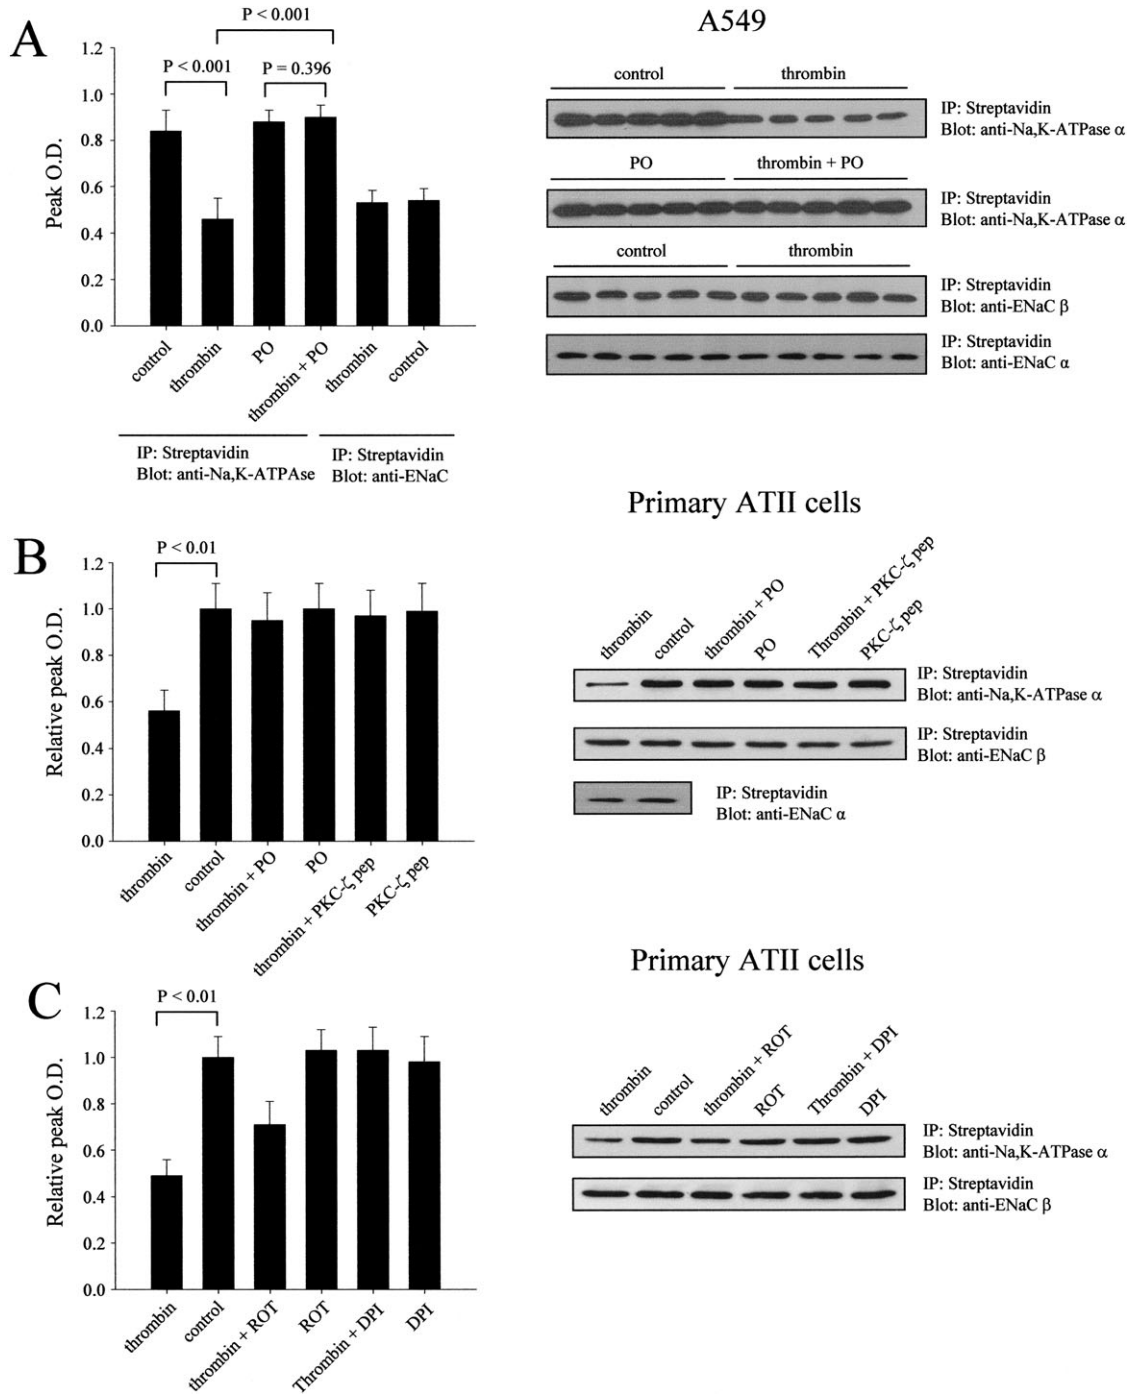 A
P < 0.001
P < 0.001
P = 0.396
1.2
1.0
0.8
0.6
0.4
0.2
0.0
Peak O.D.
control
thrombin
PO
thrombin + PO
thrombin
control
IP: Streptavidin
Blot: anti-Na,K-ATPAse
IP: Streptavidin
Blot: anti-ENaC
A549
control
thrombin
IP: Streptavidin
Blot: anti-Na,K-ATPase α
PO
thrombin + PO
IP: Streptavidin
Blot: anti-Na,K-ATPase α
control
thrombin
IP: Streptavidin
Blot: anti-ENaC β
IP: Streptavidin
Blot: anti-ENaC α
B
P < 0.01
1.2
1.0
0.8
0.6
0.4
0.2
0.0
Relative peak O.D.
thrombin
control
thrombin + PO
PO
thrombin + PKC-ζ pep
PKC-ζ pep
Primary ATII cells
thrombin
control
thrombin + PO
PO
Thrombin + PKC-ζ pep
PKC-ζ pep
IP: Streptavidin
Blot: anti-Na,K-ATPase α
IP: Streptavidin
Blot: anti-ENaC β
IP: Streptavidin
Blot: anti-ENaC α
C
P < 0.01
1.2
1.0
0.8
0.6
0.4
0.2
0.0
Relative peak O.D.
thrombin
control
thrombin + ROT
ROT
Thrombin + DPI
DPI
Primary ATII cells
thrombin
control
thrombin + ROT
ROT
Thrombin + DPI
DPI
IP: Streptavidin
Blot: anti-Na,K-ATPase α
IP: Streptavidin
Blot: anti-ENaC β